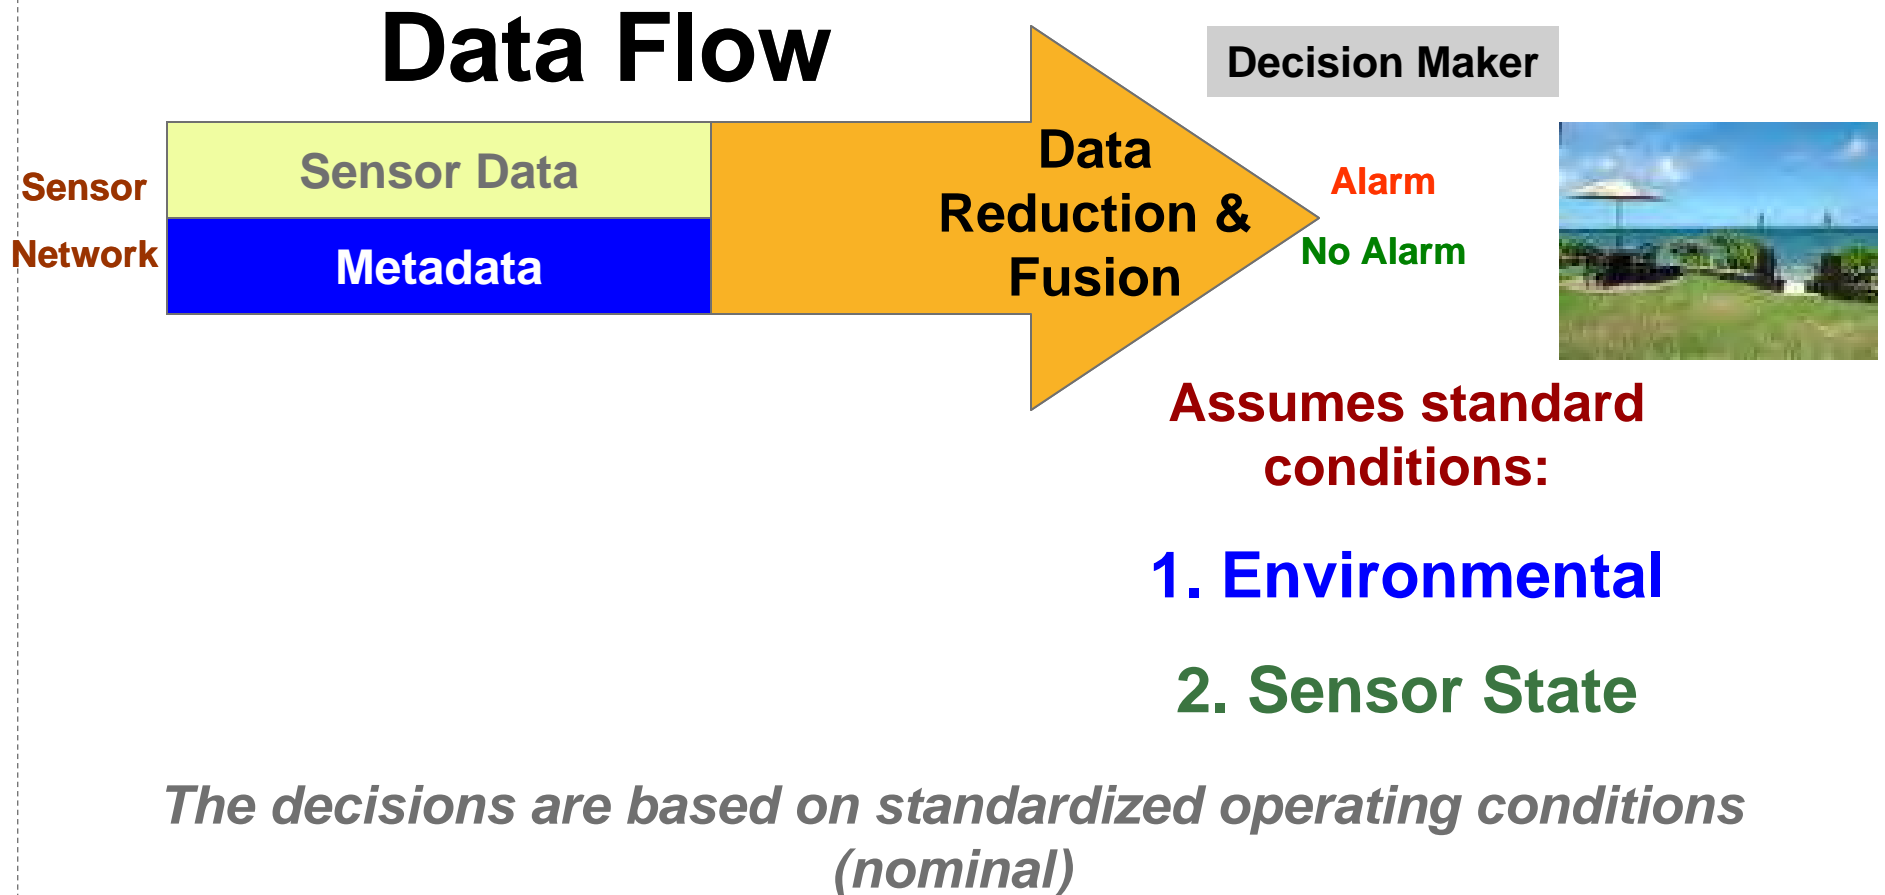 Data Flow
Decision Maker
Sensor
Network
Sensor Data
Metadata
Data
Reduction &
Fusion
Alarm
No Alarm
Assumes standard
conditions:
1. Environmental
2. Sensor State
The decisions are based on standardized operating conditions
(nominal)